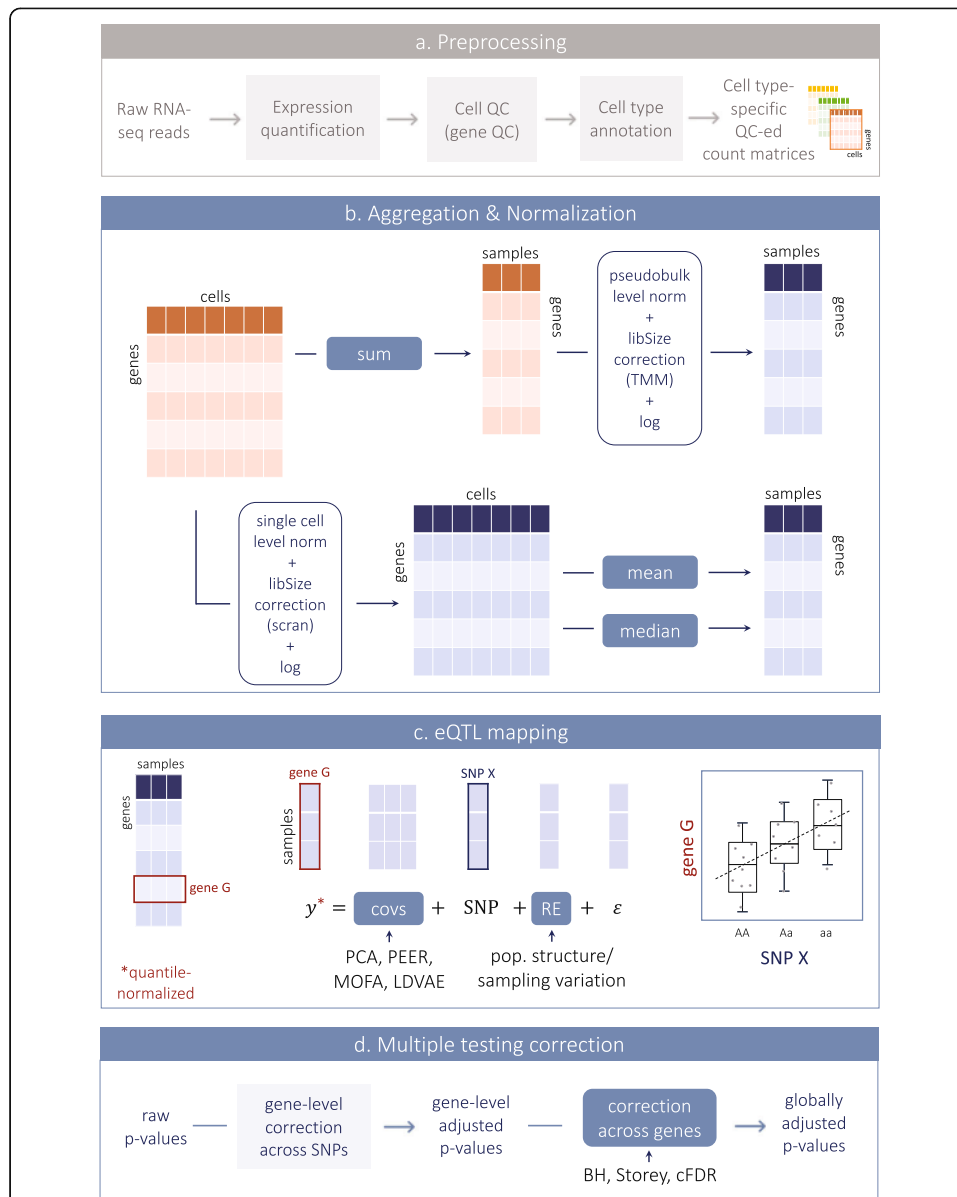 a. Preprocessing
Raw RNA-
seq reads
Expression
quantification
Cell QC
(gene QC)
Cell type
annotation
Cell type-
specific
QC-ed
count matrices
genes
cells
b. Aggregation & Normalization
cells
genes
sum
samples
genes
pseudobulk
level norm
+
libSize
correction
(TMM)
+
log
samples
genes
single cell
level norm
+
libSize
correction
(scran)
+
log
cells
genes
mean
median
samples
genes
c. eQTL mapping
samples
genes
gene G
*quantile-
normalized
gene G
samples
SNP X
y* = covs + SNP + RE + ε
PCA, PEER,
MOFA, LDVAE
pop. structure/
sampling variation
gene G
AA Aa aa
SNP X
d. Multiple testing correction
raw
p-values
gene-level
correction
across SNPs
gene-level
adjusted
p-values
correction
across genes
BH, Storey, cFDR
globally
adjusted
p-values